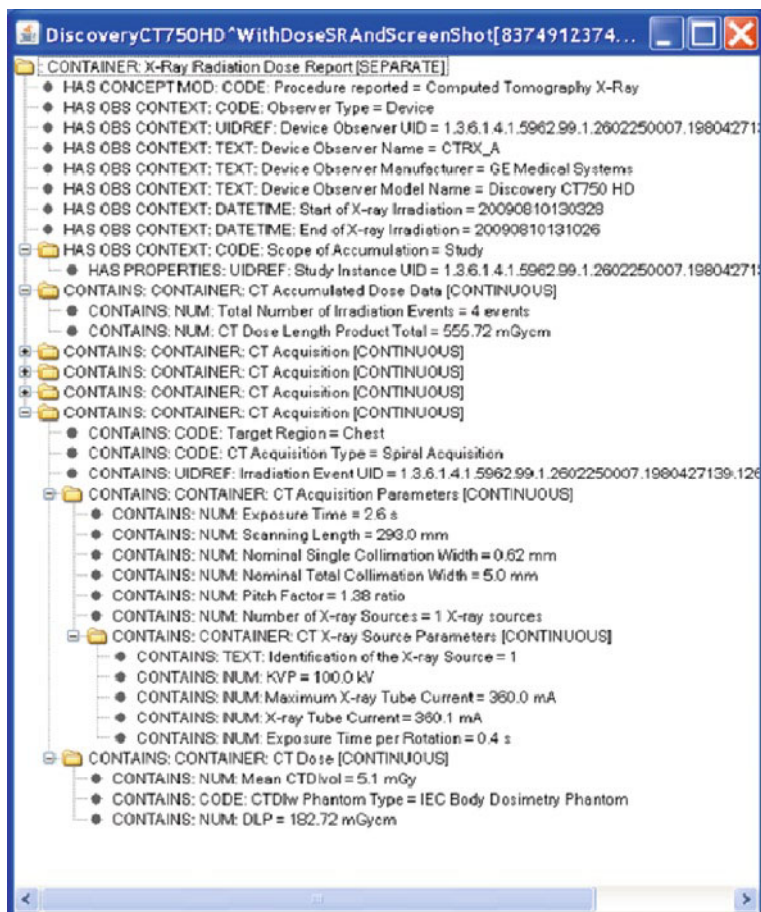 DiscoveryCT750HD^WithDoseSRAndScreenShot[8374912374...
: CONTAINER: X-Ray Radiation Dose Report [SEPARATE]
HAS CONCEPT MOD: CODE: Procedure reported = Computed Tomography X-Ray
HAS OBS CONTEXT: CODE: Observer Type = Device
HAS OBS CONTEXT: UIDREF: Device Observer UID = 1.3.6.1.4.1.5962.99.1.2602250007.19804271
HAS OBS CONTEXT: TEXT: Device Observer Name = CTRX_A
HAS OBS CONTEXT: TEXT: Device Observer Manufacturer = GE Medical Systems
HAS OBS CONTEXT: TEXT: Device Observer Model Name = Discovery CT750 HD
HAS OBS CONTEXT: DATETIME: Start of X-ray Irradiation = 20090810130328
HAS OBS CONTEXT: DATETIME: End of X-ray Irradiation = 20090810131026
HAS OBS CONTEXT: CODE: Scope of Accumulation = Study
HAS PROPERTIES: UIDREF: Study Instance UID = 1.3.6.1.4.1.5962.99.1.2602250007.19804271
CONTAINS: CONTAINER: CT Accumulated Dose Data [CONTINUOUS]
CONTAINS: NUM: Total Number of Irradiation Events = 4 events
CONTAINS: NUM: CT Dose Length Product Total = 555.72 mGycm
CONTAINS: CONTAINER: CT Acquisition [CONTINUOUS]
CONTAINS: CONTAINER: CT Acquisition [CONTINUOUS]
CONTAINS: CONTAINER: CT Acquisition [CONTINUOUS]
CONTAINS: CONTAINER: CT Acquisition [CONTINUOUS]
CONTAINS: CODE: Target Region = Chest
CONTAINS: CODE: CT Acquisition Type = Spiral Acquisition
CONTAINS: UIDREF: Irradiation Event UID = 1.3.6.1.4.1.5962.99.1.2602250007.1980427139.126
CONTAINS: CONTAINER: CT Acquisition Parameters [CONTINUOUS]
CONTAINS: NUM: Exposure Time = 2.6 s
CONTAINS: NUM: Scanning Length = 293.0 mm
CONTAINS: NUM: Nominal Single Collimation Width = 0.62 mm
CONTAINS: NUM: Nominal Total Collimation Width = 5.0 mm
CONTAINS: NUM: Pitch Factor = 1.38 ratio
CONTAINS: NUM: Number of X-ray Sources = 1 X-ray sources
CONTAINS: CONTAINER: CT X-ray Source Parameters [CONTINUOUS]
CONTAINS: TEXT: Identification of the X-ray Source = 1
CONTAINS: NUM: KVP = 100.0 kV
CONTAINS: NUM: Maximum X-ray Tube Current = 360.0 mA
CONTAINS: NUM: X-ray Tube Current = 360.1 mA
CONTAINS: NUM: Exposure Time per Rotation = 0.4 s
CONTAINS: CONTAINER: CT Dose [CONTINUOUS]
CONTAINS: NUM: Mean CTDIvol = 5.1 mGy
CONTAINS: CODE: CTDIw Phantom Type = IEC Body Dosimetry Phantom
CONTAINS: NUM: DLP = 182.72 mGycm